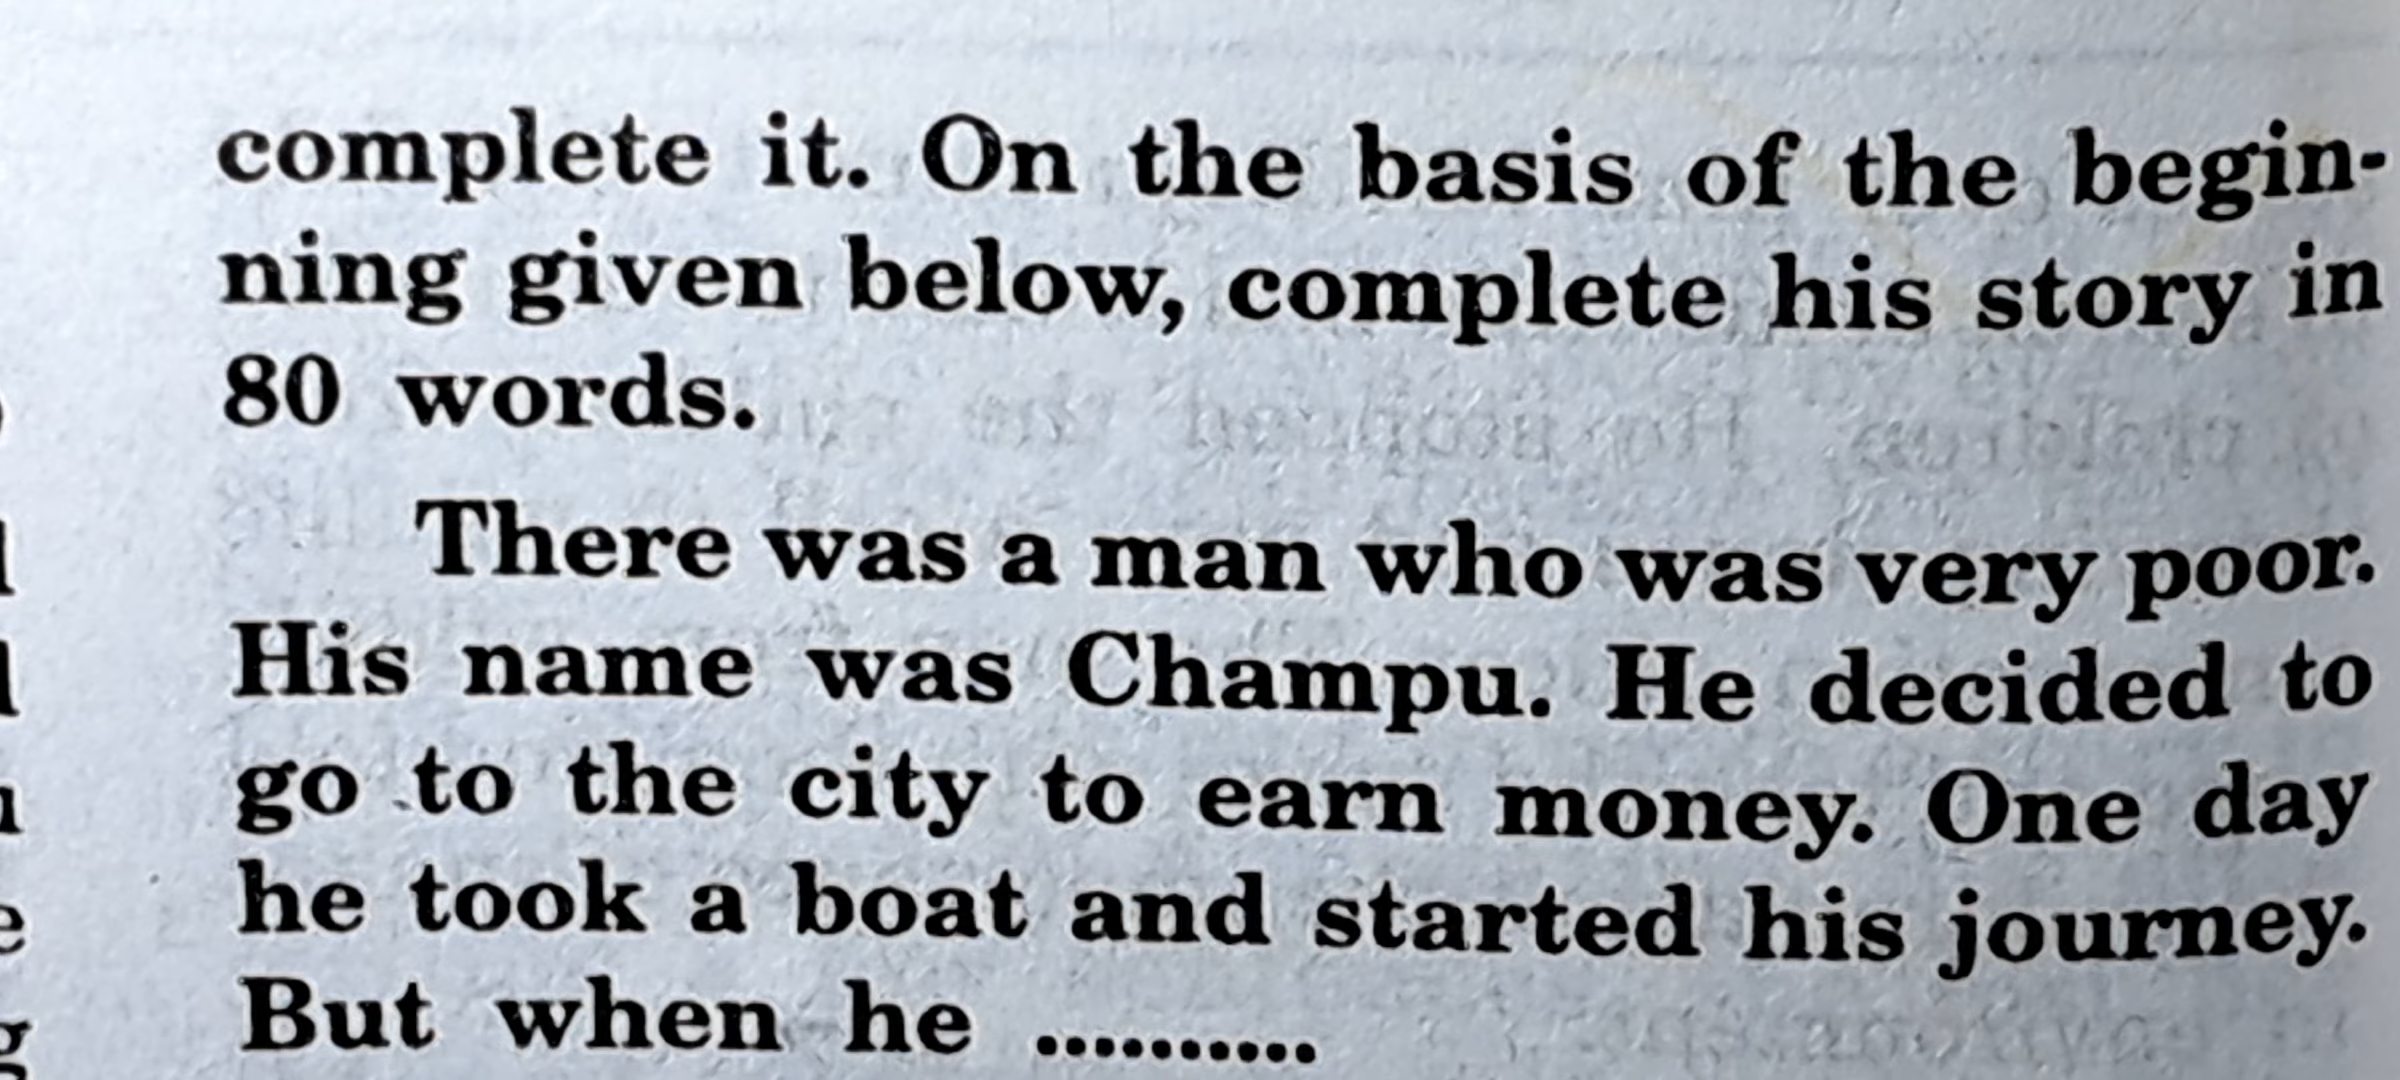 complete it. On the basis of the begin-
ning given below, complete his story in
80 words.
There was a man who was very poor.
His name was Champu. He decided to
go to the city to earn money. One day
he took a boat and started his journey.
But when he ..........